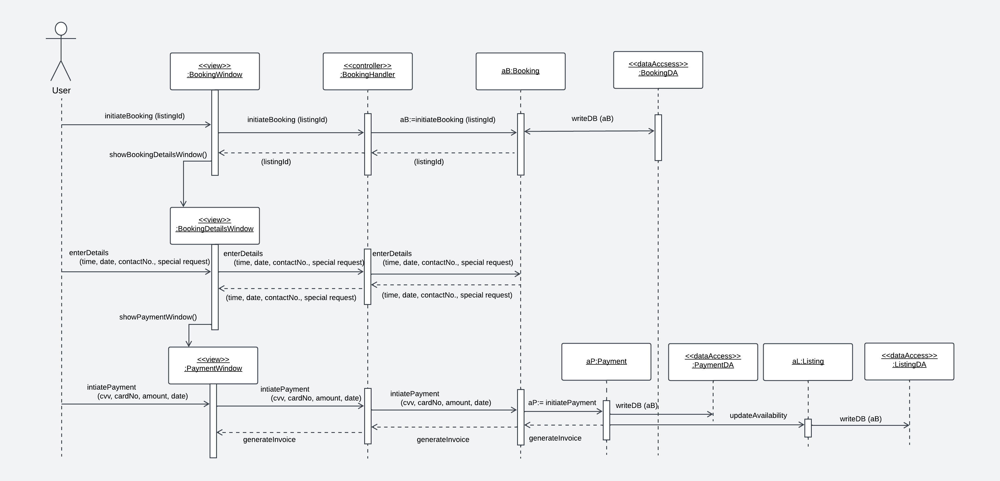 User
<<view>>
:BookingWindow
<<controller>>
:BookingHandler
aB:Booking
<<dataAccsess>>
:BookingDA
initiateBooking (listingId)
initiateBooking (listingId)
aB:=initiateBooking (listingId)
writeDB (aB)
showBookingDetailsWindow()
(listingId)
(listingId)
<<view>>
:BookingDetailsWindow
enterDetails
(time, date, contactNo., special request)
enterDetails
(time, date, contactNo., special request)
enterDetails
(time, date, contactNo., special request)
(time, date, contactNo., special request)
(time, date, contactNo., special request)
showPaymentWindow()
<<view>>
:PaymentWindow
aP:Payment
<<dataAccess>>
:PaymentDA
aL:Listing
<<dataAccess>>
:ListingDA
intiatePayment
(cvv, cardNo, amount, date)
intiatePayment
(cvv, cardNo, amount, date)
intiatePayment
(cvv, cardNo, amount, date)
aP:= initiatePayment
writeDB (aB)
updateAvailability
writeDB (aB)
generateInvoice
generateInvoice
generateInvoice